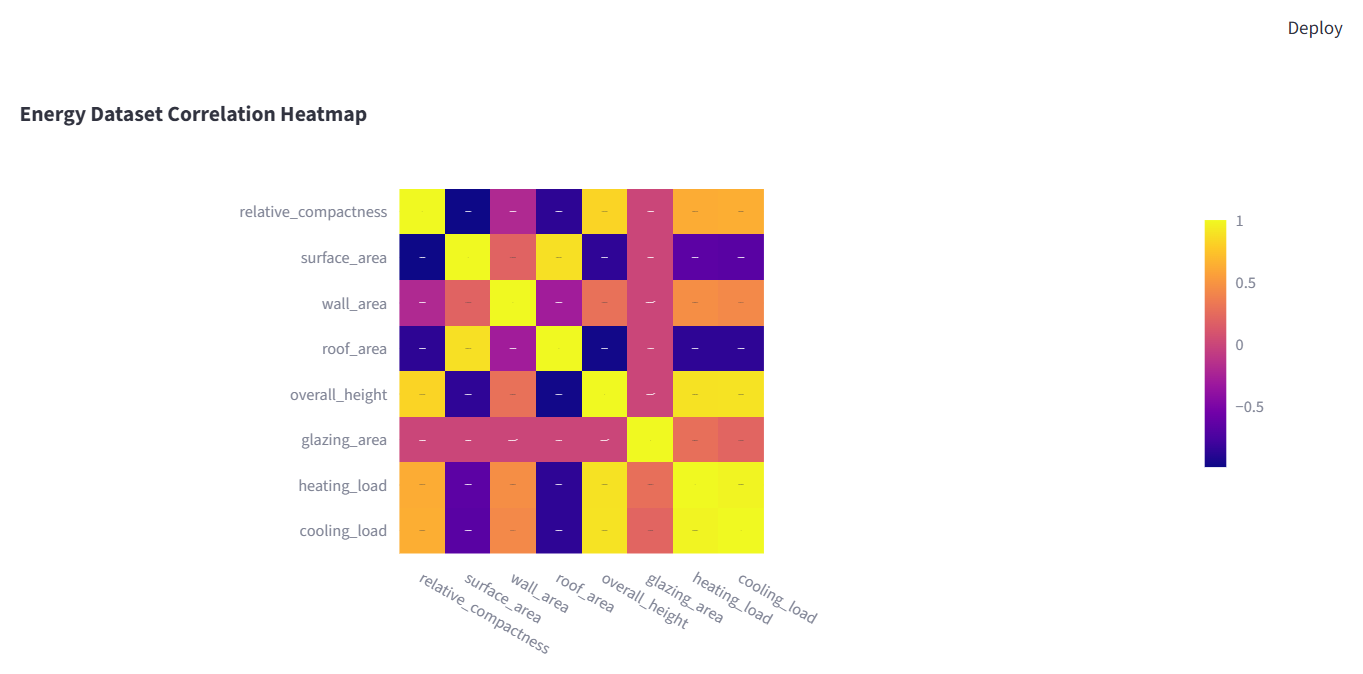 Deploy
Energy Dataset Correlation Heatmap
relative_compactness
surface_area
wall_area
roof_area
overall_height
glazing_area
heating_load
cooling_load
relative_compactness
surface_area
wall_area
roof_area
overall_height
glazing_area
heating_load
cooling_load
1
0.5
0
−0.5